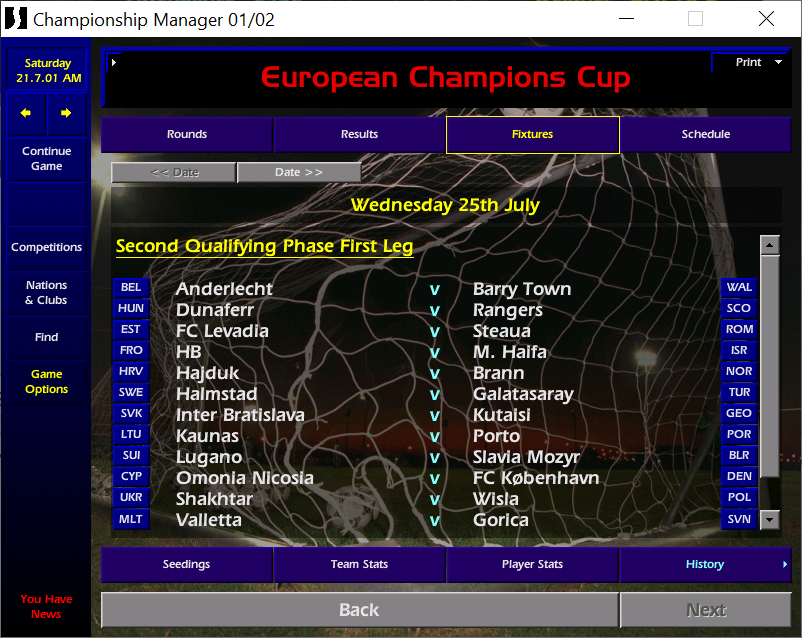 Championship Manager 01/02
Saturday
21.7.01 AM
Continue
Game
Competitions
Nations
& Clubs
Find
Game
Options
You Have
News
European Champions Cup
Print
Rounds Results Fixtures Schedule
<< Date Date >>
Wednesday 25th July
Second Qualifying Phase First Leg
BEL Anderlecht v Barry Town WAL
HUN Dunaferr v Rangers SCO
EST FC Levadia v Steaua ROM
FRO HB v M. Haifa ISR
HRV Hajduk v Brann NOR
SWE Halmstad v Galatasaray TUR
SVK Inter Bratislava v Kutaisi GEO
LTU Kaunas v Porto POR
SUI Lugano v Slavia Mozyr BLR
CYP Omonia Nicosia v FC København DEN
UKR Shakhtar v Wisla POL
MLT Valletta v Gorica SVN
Seedings Team Stats Player Stats History
Back Next